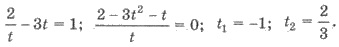 2/t − 3t = 1; (2 − 3t² − t)/t = 0; t₁ = −1; t₂ = 2/3.